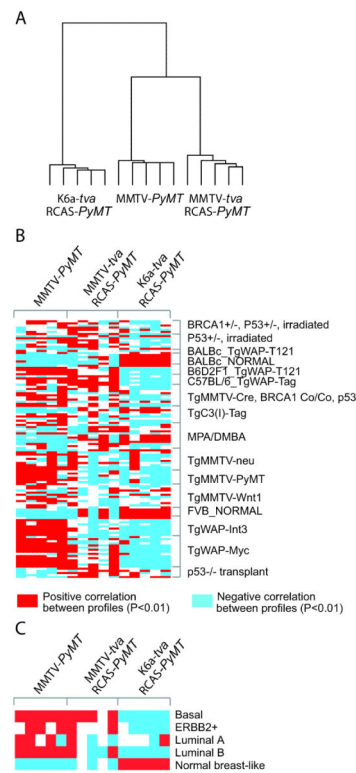 A
K6a-tva
RCAS-PyMT
MMTV-PyMT
MMTV-tva
RCAS-PyMT
B
MMTV-PyMT
MMTV-tva
RCAS-PyMT
K6a-tva
RCAS-PyMT
BRCA1+/-, P53+/-, irradiated
P53+/-, irradiated
BALBc_TgWAP-T121
BALBc_NORMAL
B6D2F1_TgWAP-T121
C57BL/6_TgWAP-Tag
TgMMTV-Cre, BRCA1 Co/Co, p53
TgC3(I)-Tag
MPA/DMBA
TgMMTV-neu
TgMMTV-PyMT
TgMMTV-Wnt1
FVB_NORMAL
TgWAP-Int3
TgWAP-Myc
p53-/- transplant
Positive correlation
between profiles (P<0.01)
Negative correlation
between profiles (P<0.01)
C
MMTV-PyMT
MMTV-tva
RCAS-PyMT
K6a-tva
RCAS-PyMT
Basal
ERBB2+
Luminal A
Luminal B
Normal breast-like